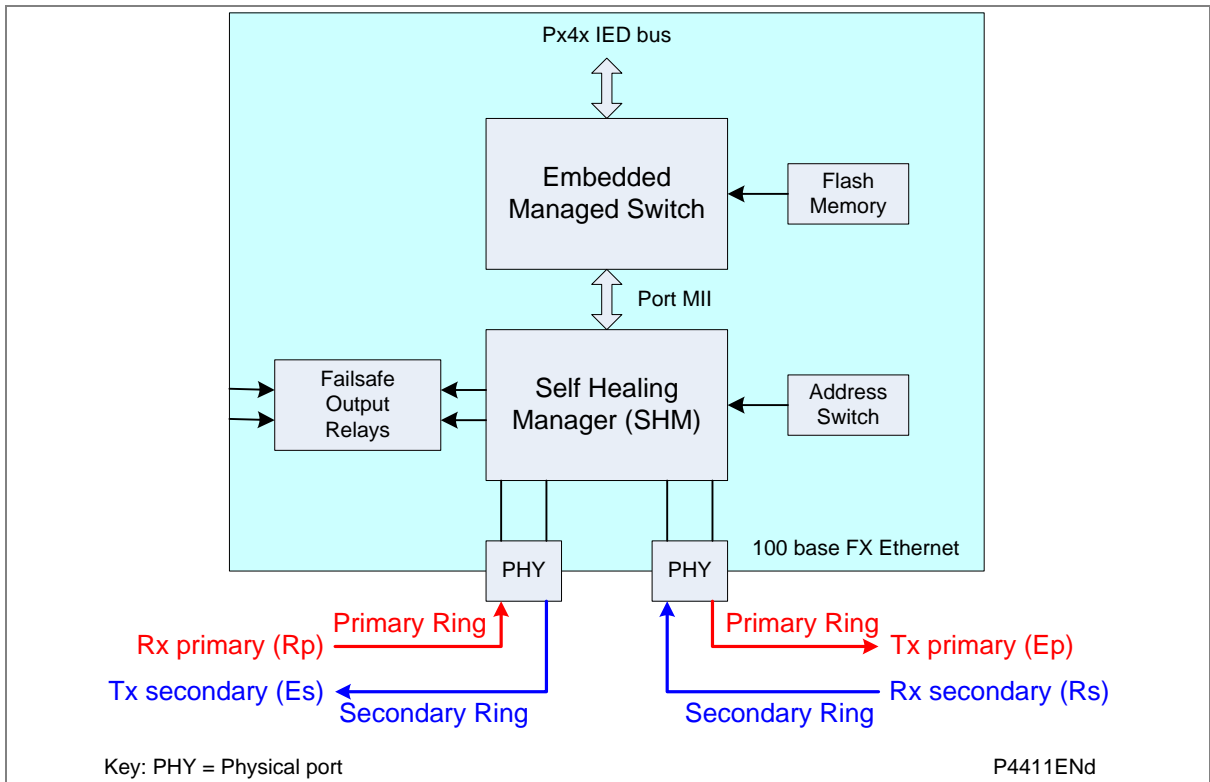 Px4x IED bus
Embedded
Managed Switch
Flash
Memory
Port MII
Failsafe
Output
Relays
Self Healing
Manager (SHM)
Address
Switch
PHY
PHY
100 base FX Ethernet
Primary Ring
Rx primary (Rp)
Primary Ring
Tx primary (Ep)
Tx secondary (Es)
Secondary Ring
Rx secondary (Rs)
Secondary Ring
Key: PHY = Physical port
P4411ENd